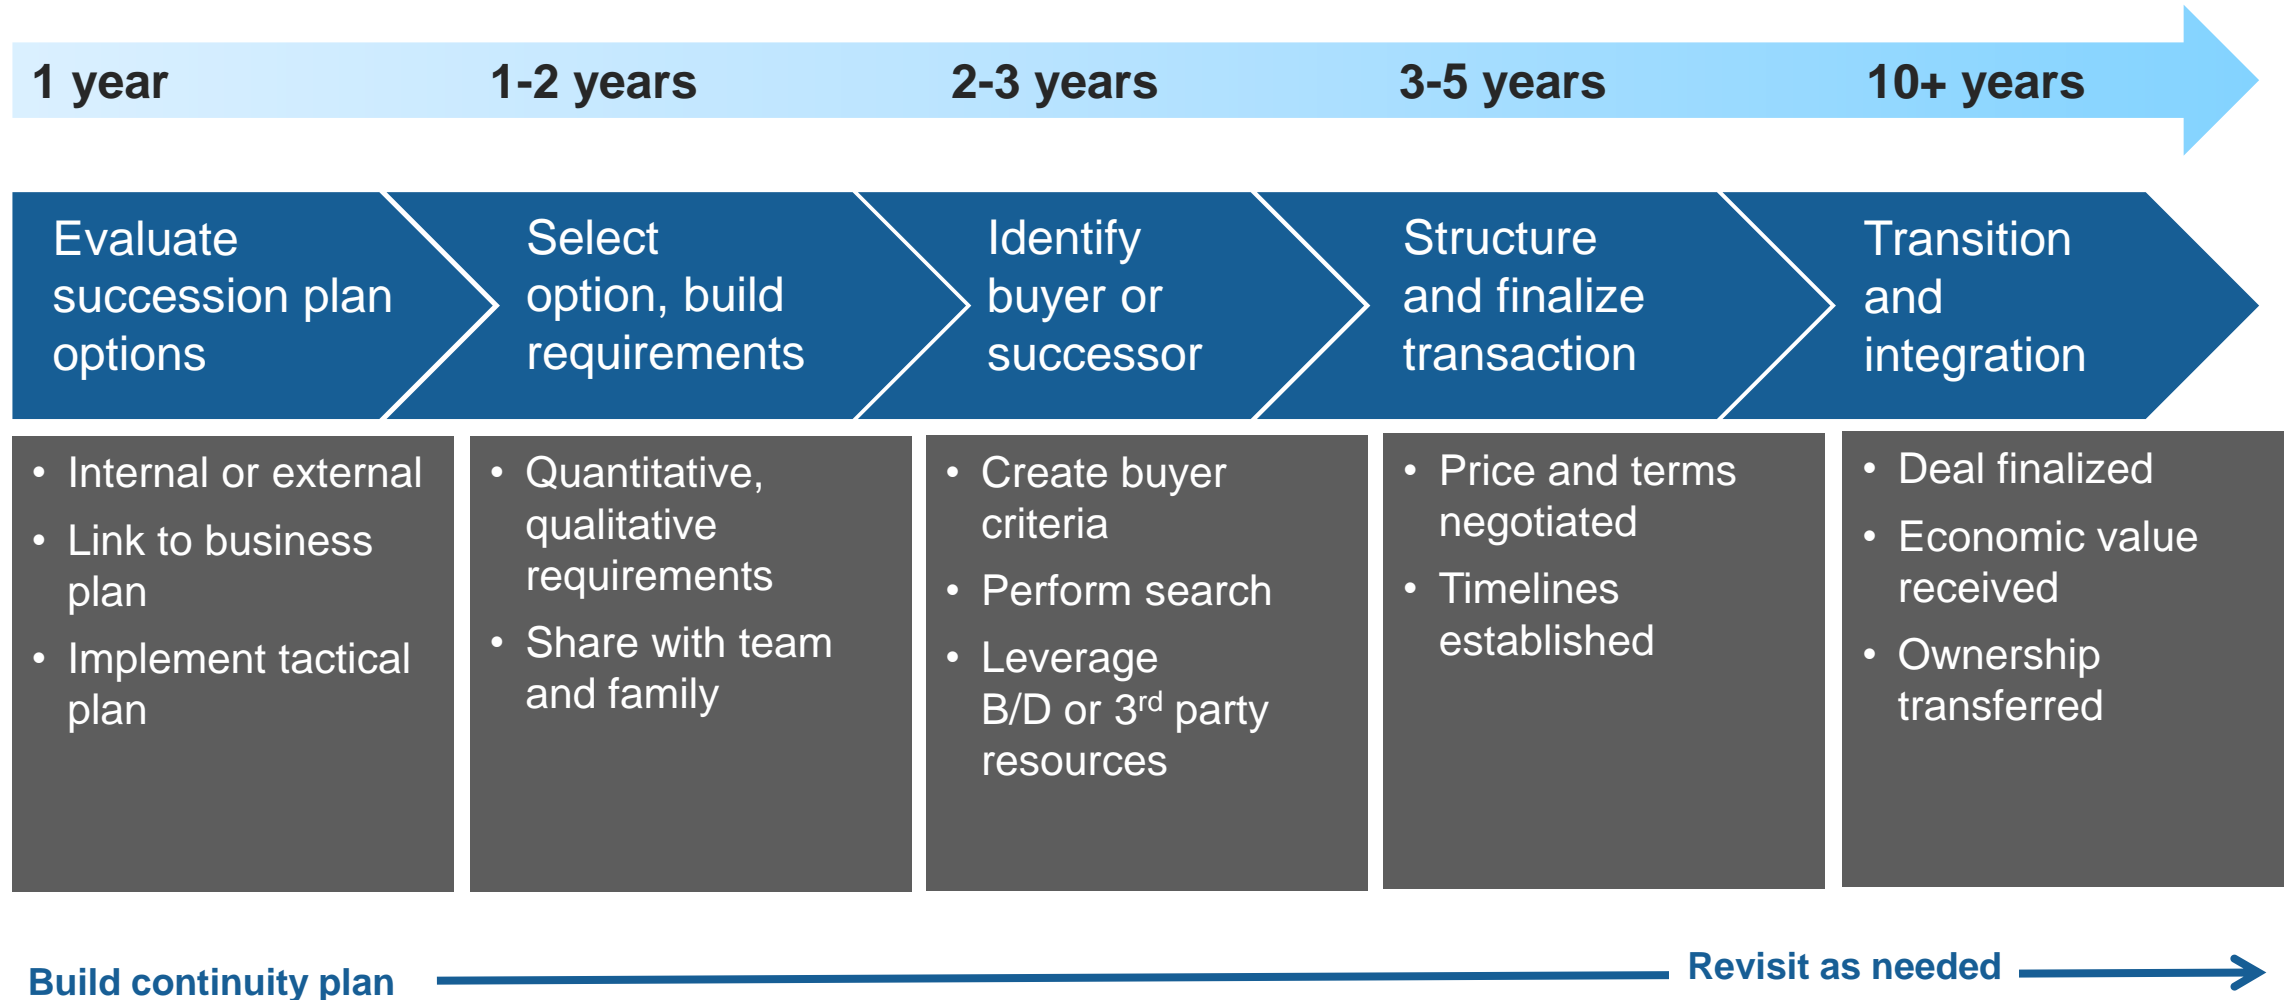 1 year
1-2 years
2-3 years
3-5 years
10+ years
Evaluate
succession plan
options
Select
option, build
requirements
Identify
buyer or
successor
Structure
and finalize
transaction
Transition
and
integration
• Internal or external
• Link to business
plan
• Implement tactical
plan
• Quantitative,
qualitative
requirements
• Share with team
and family
• Create buyer
criteria
• Perform search
• Leverage
B/D or 3rd party
resources
• Price and terms
negotiated
• Timelines
established
• Deal finalized
• Economic value
received
• Ownership
transferred
Build continuity plan
Revisit as needed